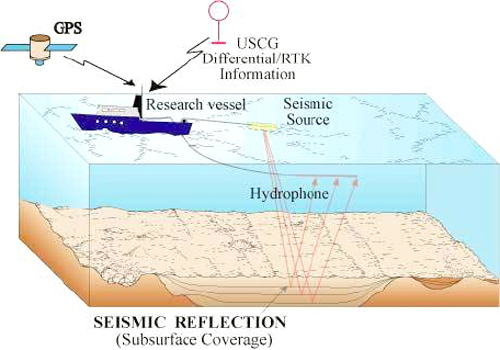 GPS
USCG
Differential/RTK
Information
Research vessel
Seismic
Source
Hydrophone
SEISMIC REFLECTION
(Subsurface Coverage)